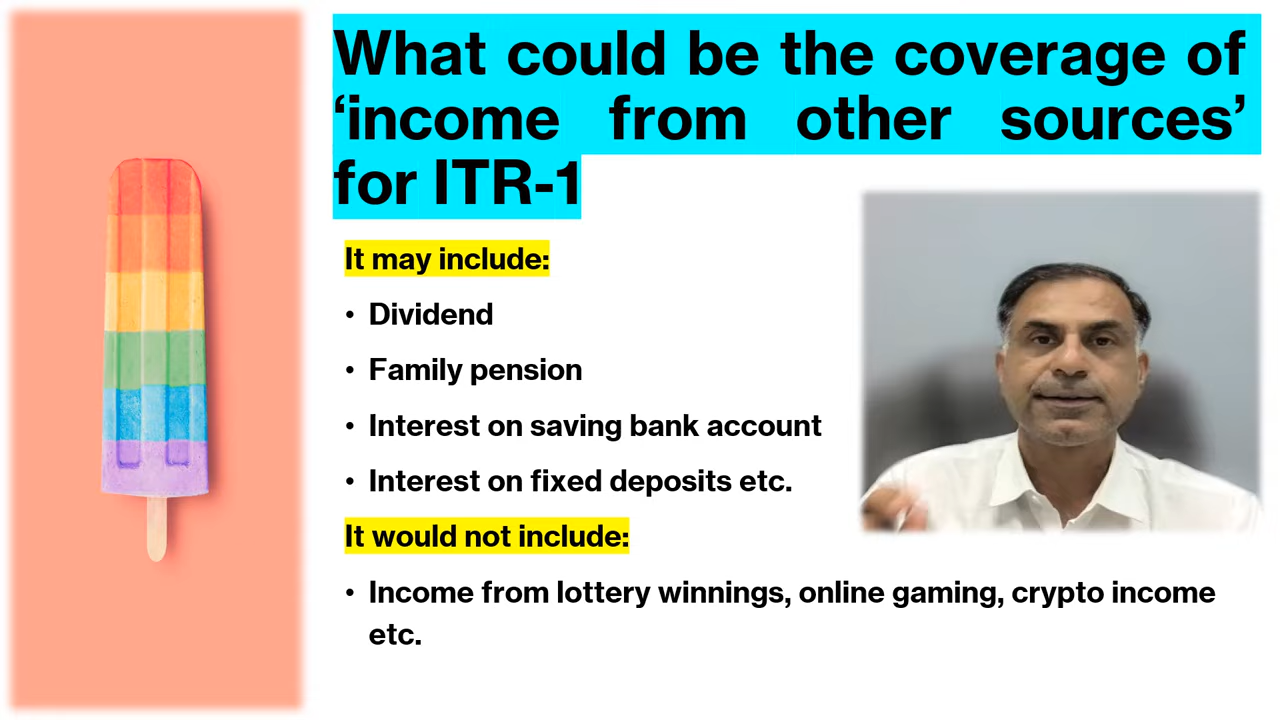 What could be the coverage of
‘income from other sources’
for ITR-1
It may include:
• Dividend
• Family pension
• Interest on saving bank account
• Interest on fixed deposits etc.
It would not include:
• Income from lottery winnings, online gaming, crypto income
etc.